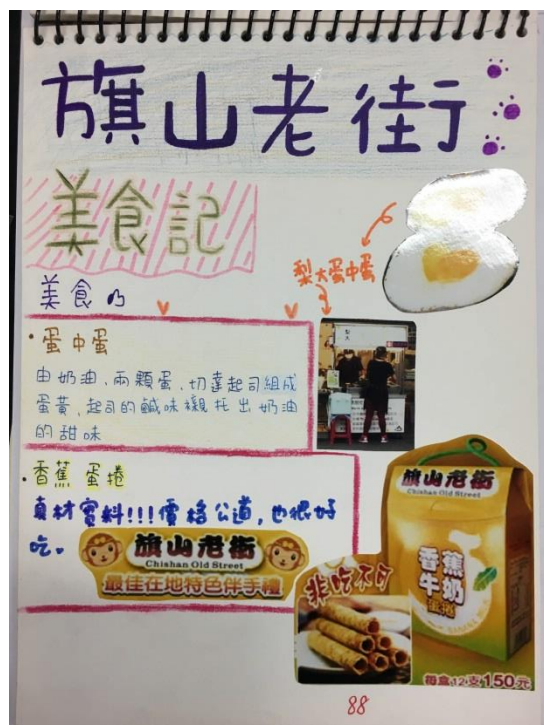 旗山老街
美食記
梨大蛋中蛋
美食乃
・蛋中蛋
由奶油、兩顆蛋、切達起司組成
蛋黃、起司的鹹味襯托出奶油
的甜味
・香蕉蛋捲
真材實料!!!價格公道,也很好
吃。
旗山老街
Chishan Old Street
最佳在地特色伴手禮
旗山老街
Chishan Old Street
香蕉牛奶
蛋捲
非吃不可
每盒12支150元
88